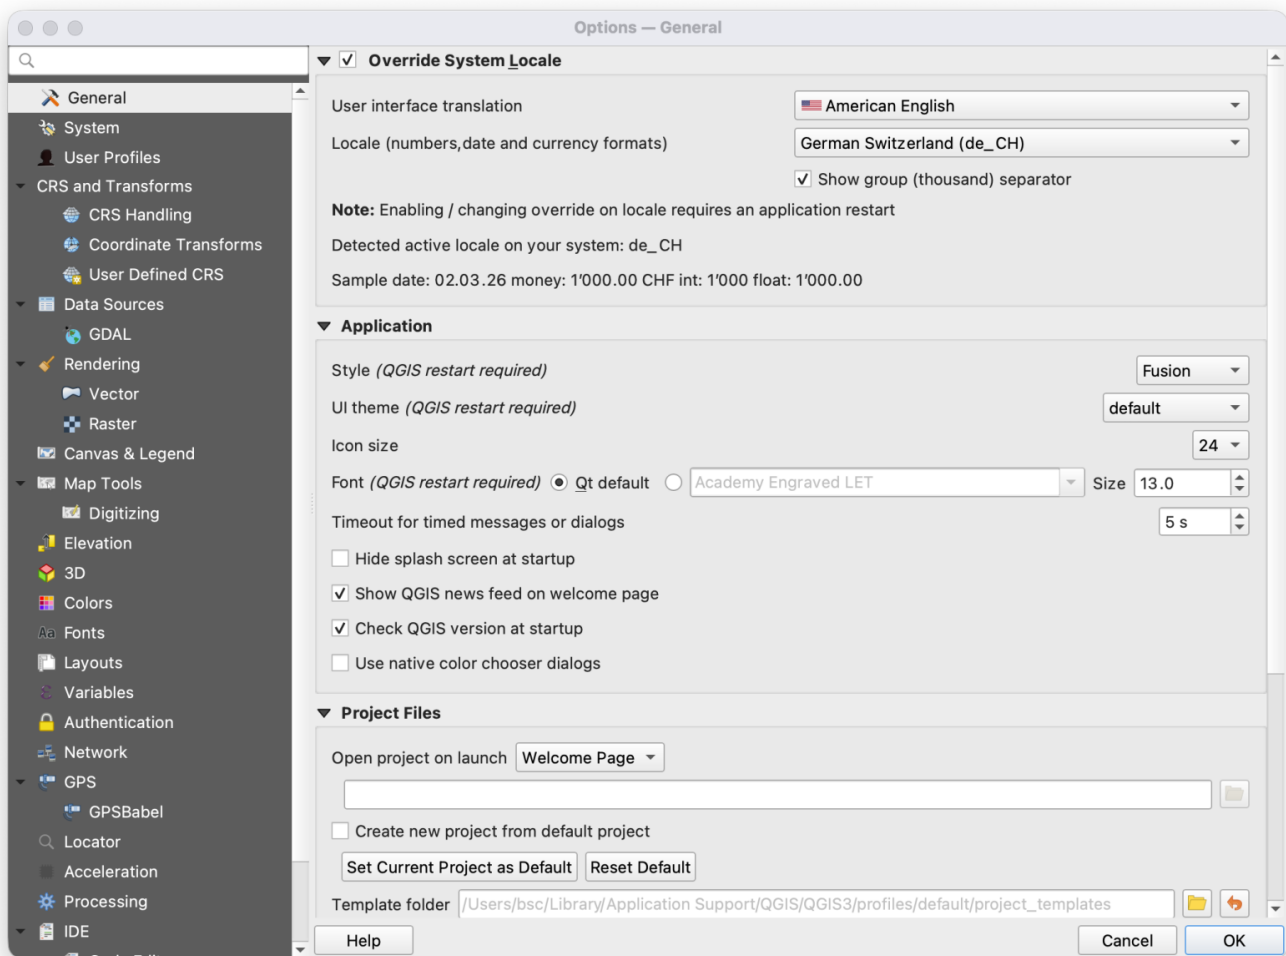 Options — General
General
System
User Profiles
CRS and Transforms
CRS Handling
Coordinate Transforms
User Defined CRS
Data Sources
GDAL
Rendering
Vector
Raster
Canvas & Legend
Map Tools
Digitizing
Elevation
3D
Colors
Aa Fonts
Layouts
Variables
Authentication
Network
GPS
GPSBabel
Locator
Acceleration
Processing
IDE
Override System Locale
User interface translation American English
Locale (numbers,date and currency formats) German Switzerland (de_CH)
Show group (thousand) separator
Note: Enabling / changing override on locale requires an application restart
Detected active locale on your system: de_CH
Sample date: 02.03.26 money: 1’000.00 CHF int: 1’000 float: 1’000.00
Application
Style (QGIS restart required) Fusion
UI theme (QGIS restart required) default
Icon size 24
Font (QGIS restart required) Qt default Academy Engraved LET Size 13.0
Timeout for timed messages or dialogs 5 s
Hide splash screen at startup
Show QGIS news feed on welcome page
Check QGIS version at startup
Use native color chooser dialogs
Project Files
Open project on launch Welcome Page
Create new project from default project
Set Current Project as Default Reset Default
Template folder /Users/bsc/Library/Application Support/QGIS/QGIS3/profiles/default/project_templates
Help Cancel OK